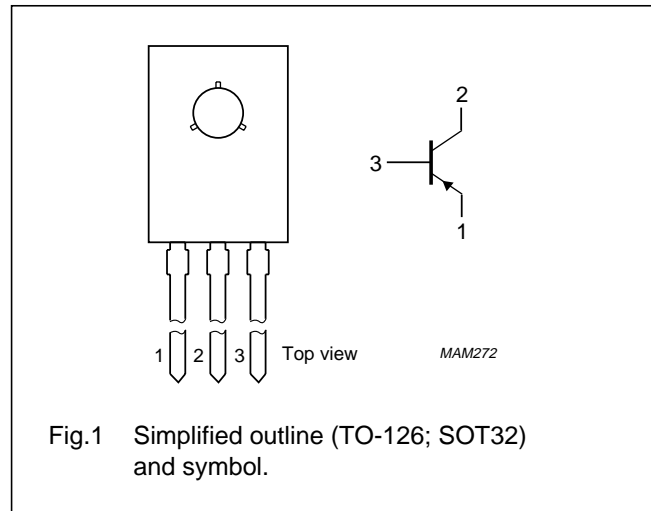 2
3
1
1 2 3 Top view MAM272
Fig.1 Simplified outline (TO-126; SOT32)
and symbol.